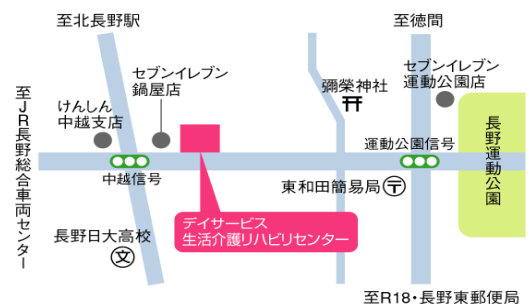 至北長野駅
至徳間
セブンイレブン
鍋屋店
セブンイレブン
運動公園店
彌榮神社
けんしん
中越支店
至JR長野総合車両センター
運動公園信号
長野運動公園
中越信号
東和田簡易局
デイサービス
生活介護リハビリセンター
長野日大高校
文
至R18・長野東郵便局